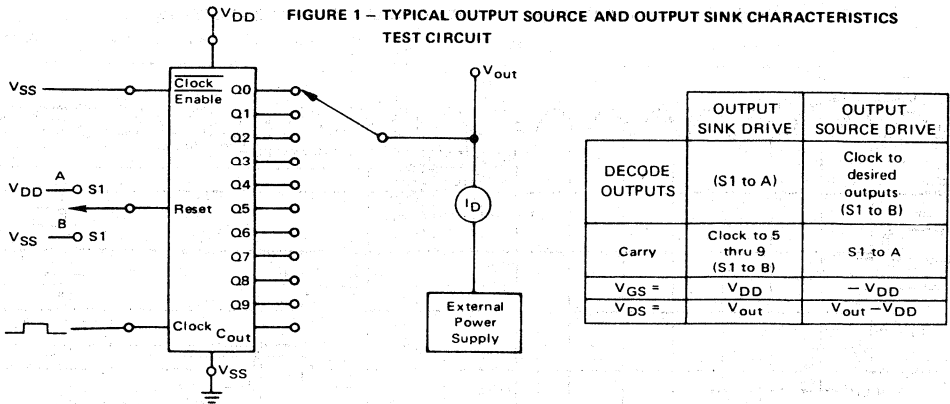 FIGURE 1 – TYPICAL OUTPUT SOURCE AND OUTPUT SINK CHARACTERISTICS
TEST CIRCUIT
VDD
VSS
Clock
Enable
Q0
Q1
Q2
Q3
Q4
Q5
Q6
Q7
Q8
Q9
Cout
A
VDD S1
Reset
B
VSS S1
Clock
VSS
Vout
ID
External
Power
Supply
OUTPUT
SINK DRIVE
OUTPUT
SOURCE DRIVE
DECODE
OUTPUTS
(S1 to A)
Clock to
desired
outputs
(S1 to B)
Carry
Clock to 5
thru 9
(S1 to B)
S1 to A
VGS = VDD – VDD
VDS = Vout Vout – VDD